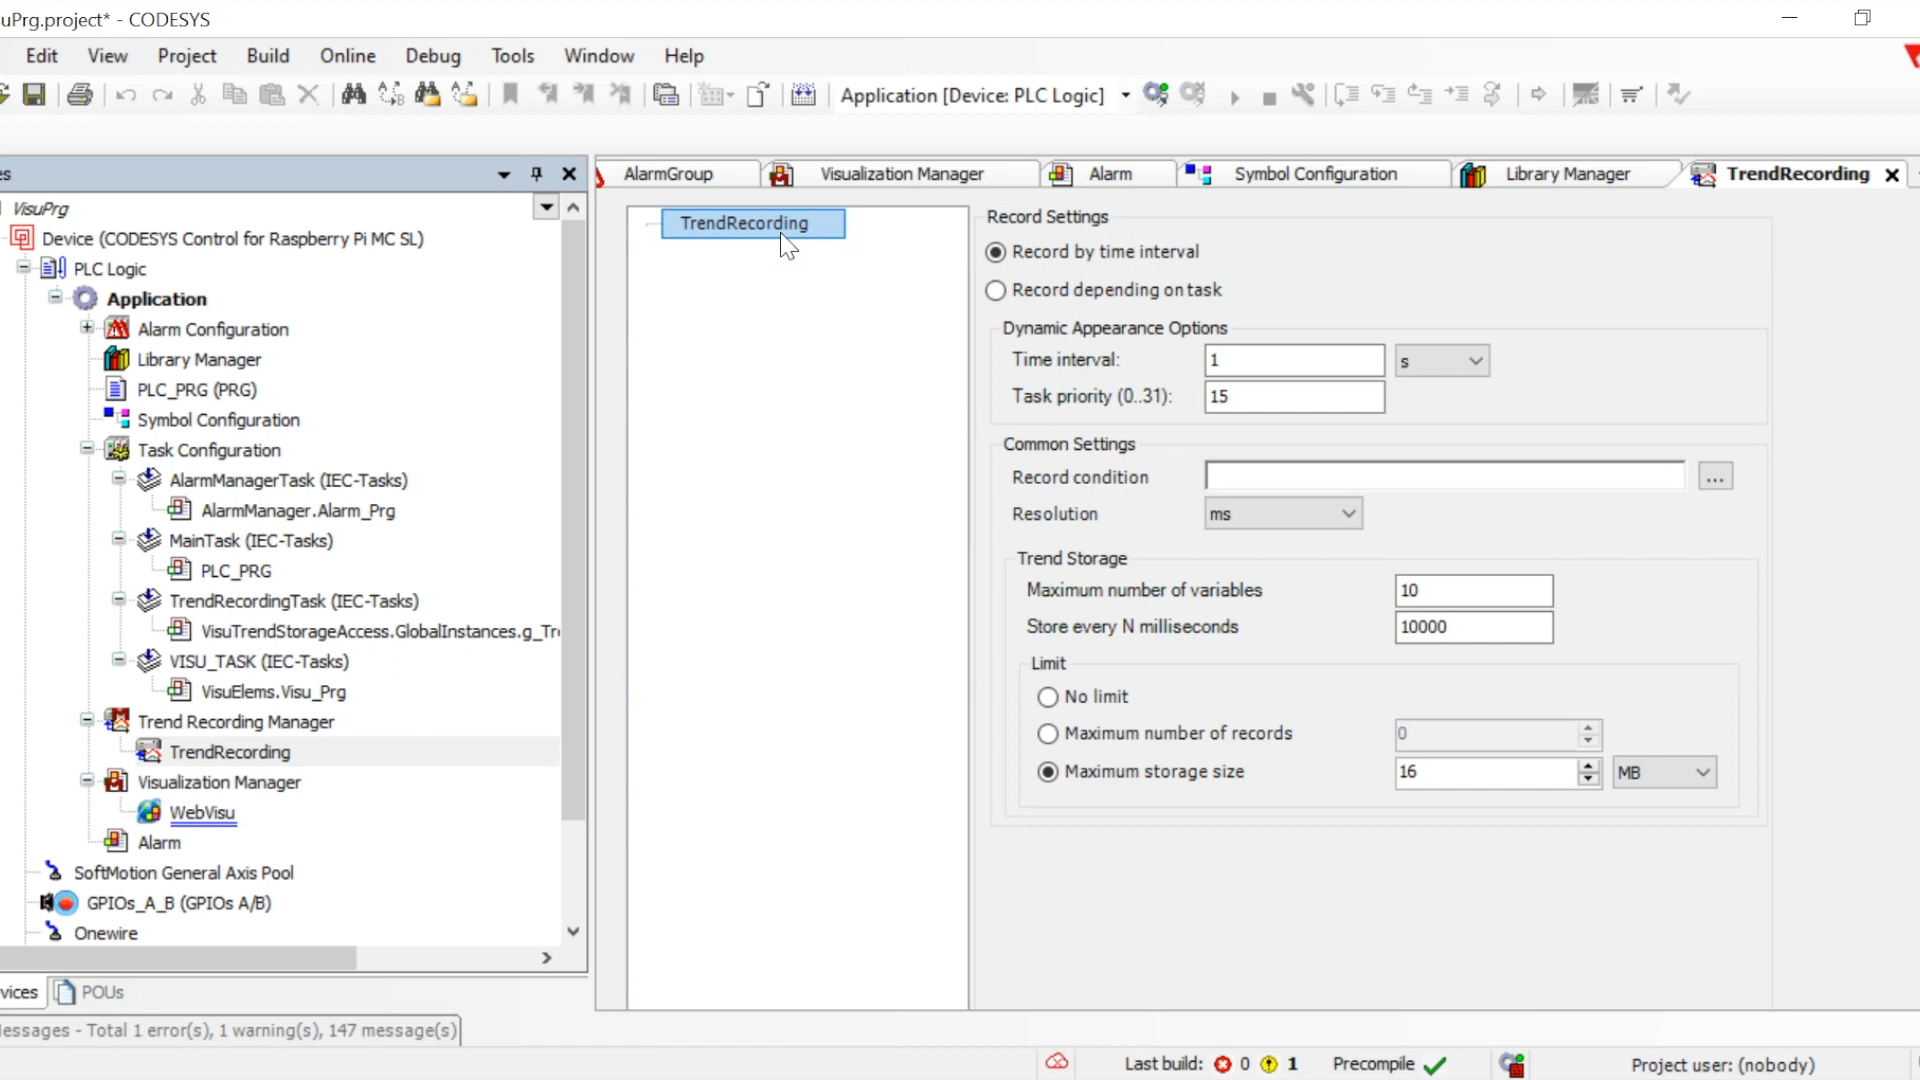 uPrg.project* - CODESYS
Edit View Project Build Online Debug Tools Window Help
Application [Device: PLC Logic]
es
AlarmGroup Visualization Manager Alarm Symbol Configuration Library Manager TrendRecording
VisuPrg
Device (CODESYS Control for Raspberry Pi MC SL)
PLC Logic
Application
Alarm Configuration
Library Manager
PLC_PRG (PRG)
Symbol Configuration
Task Configuration
AlarmManagerTask (IEC-Tasks)
AlarmManager.Alarm_Prg
MainTask (IEC-Tasks)
PLC_PRG
TrendRecordingTask (IEC-Tasks)
VisuTrendStorageAccess.GlobalInstances.g_Tr
VISU_TASK (IEC-Tasks)
VisuElems.Visu_Prg
Trend Recording Manager
TrendRecording
Visualization Manager
WebVisu
Alarm
SoftMotion General Axis Pool
GPIOs_A_B (GPIOs A/B)
Onewire
vices POUs
essages - Total 1 error(s), 1 warning(s), 147 message(s)
TrendRecording
Record Settings
Record by time interval
Record depending on task
Dynamic Appearance Options
Time interval: 1 s
Task priority (0..31): 15
Common Settings
Record condition ...
Resolution ms
Trend Storage
Maximum number of variables 10
Store every N milliseconds 10000
Limit
No limit
Maximum number of records 0
Maximum storage size 16 MB
Last build: 0 1 Precompile Project user: (nobody)